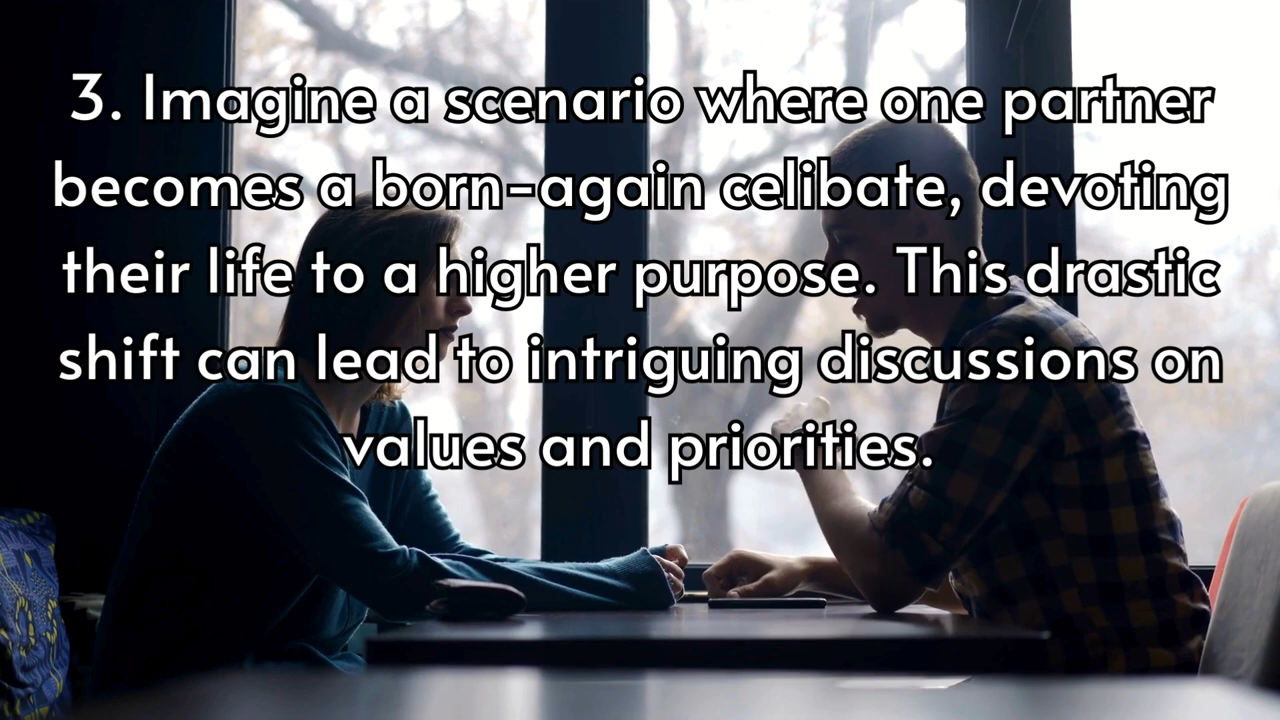 3. Imagine a scenario where one partner
becomes a born-again celibate, devoting
their life to a higher purpose. This drastic
shift can lead to intriguing discussions on
values and priorities.